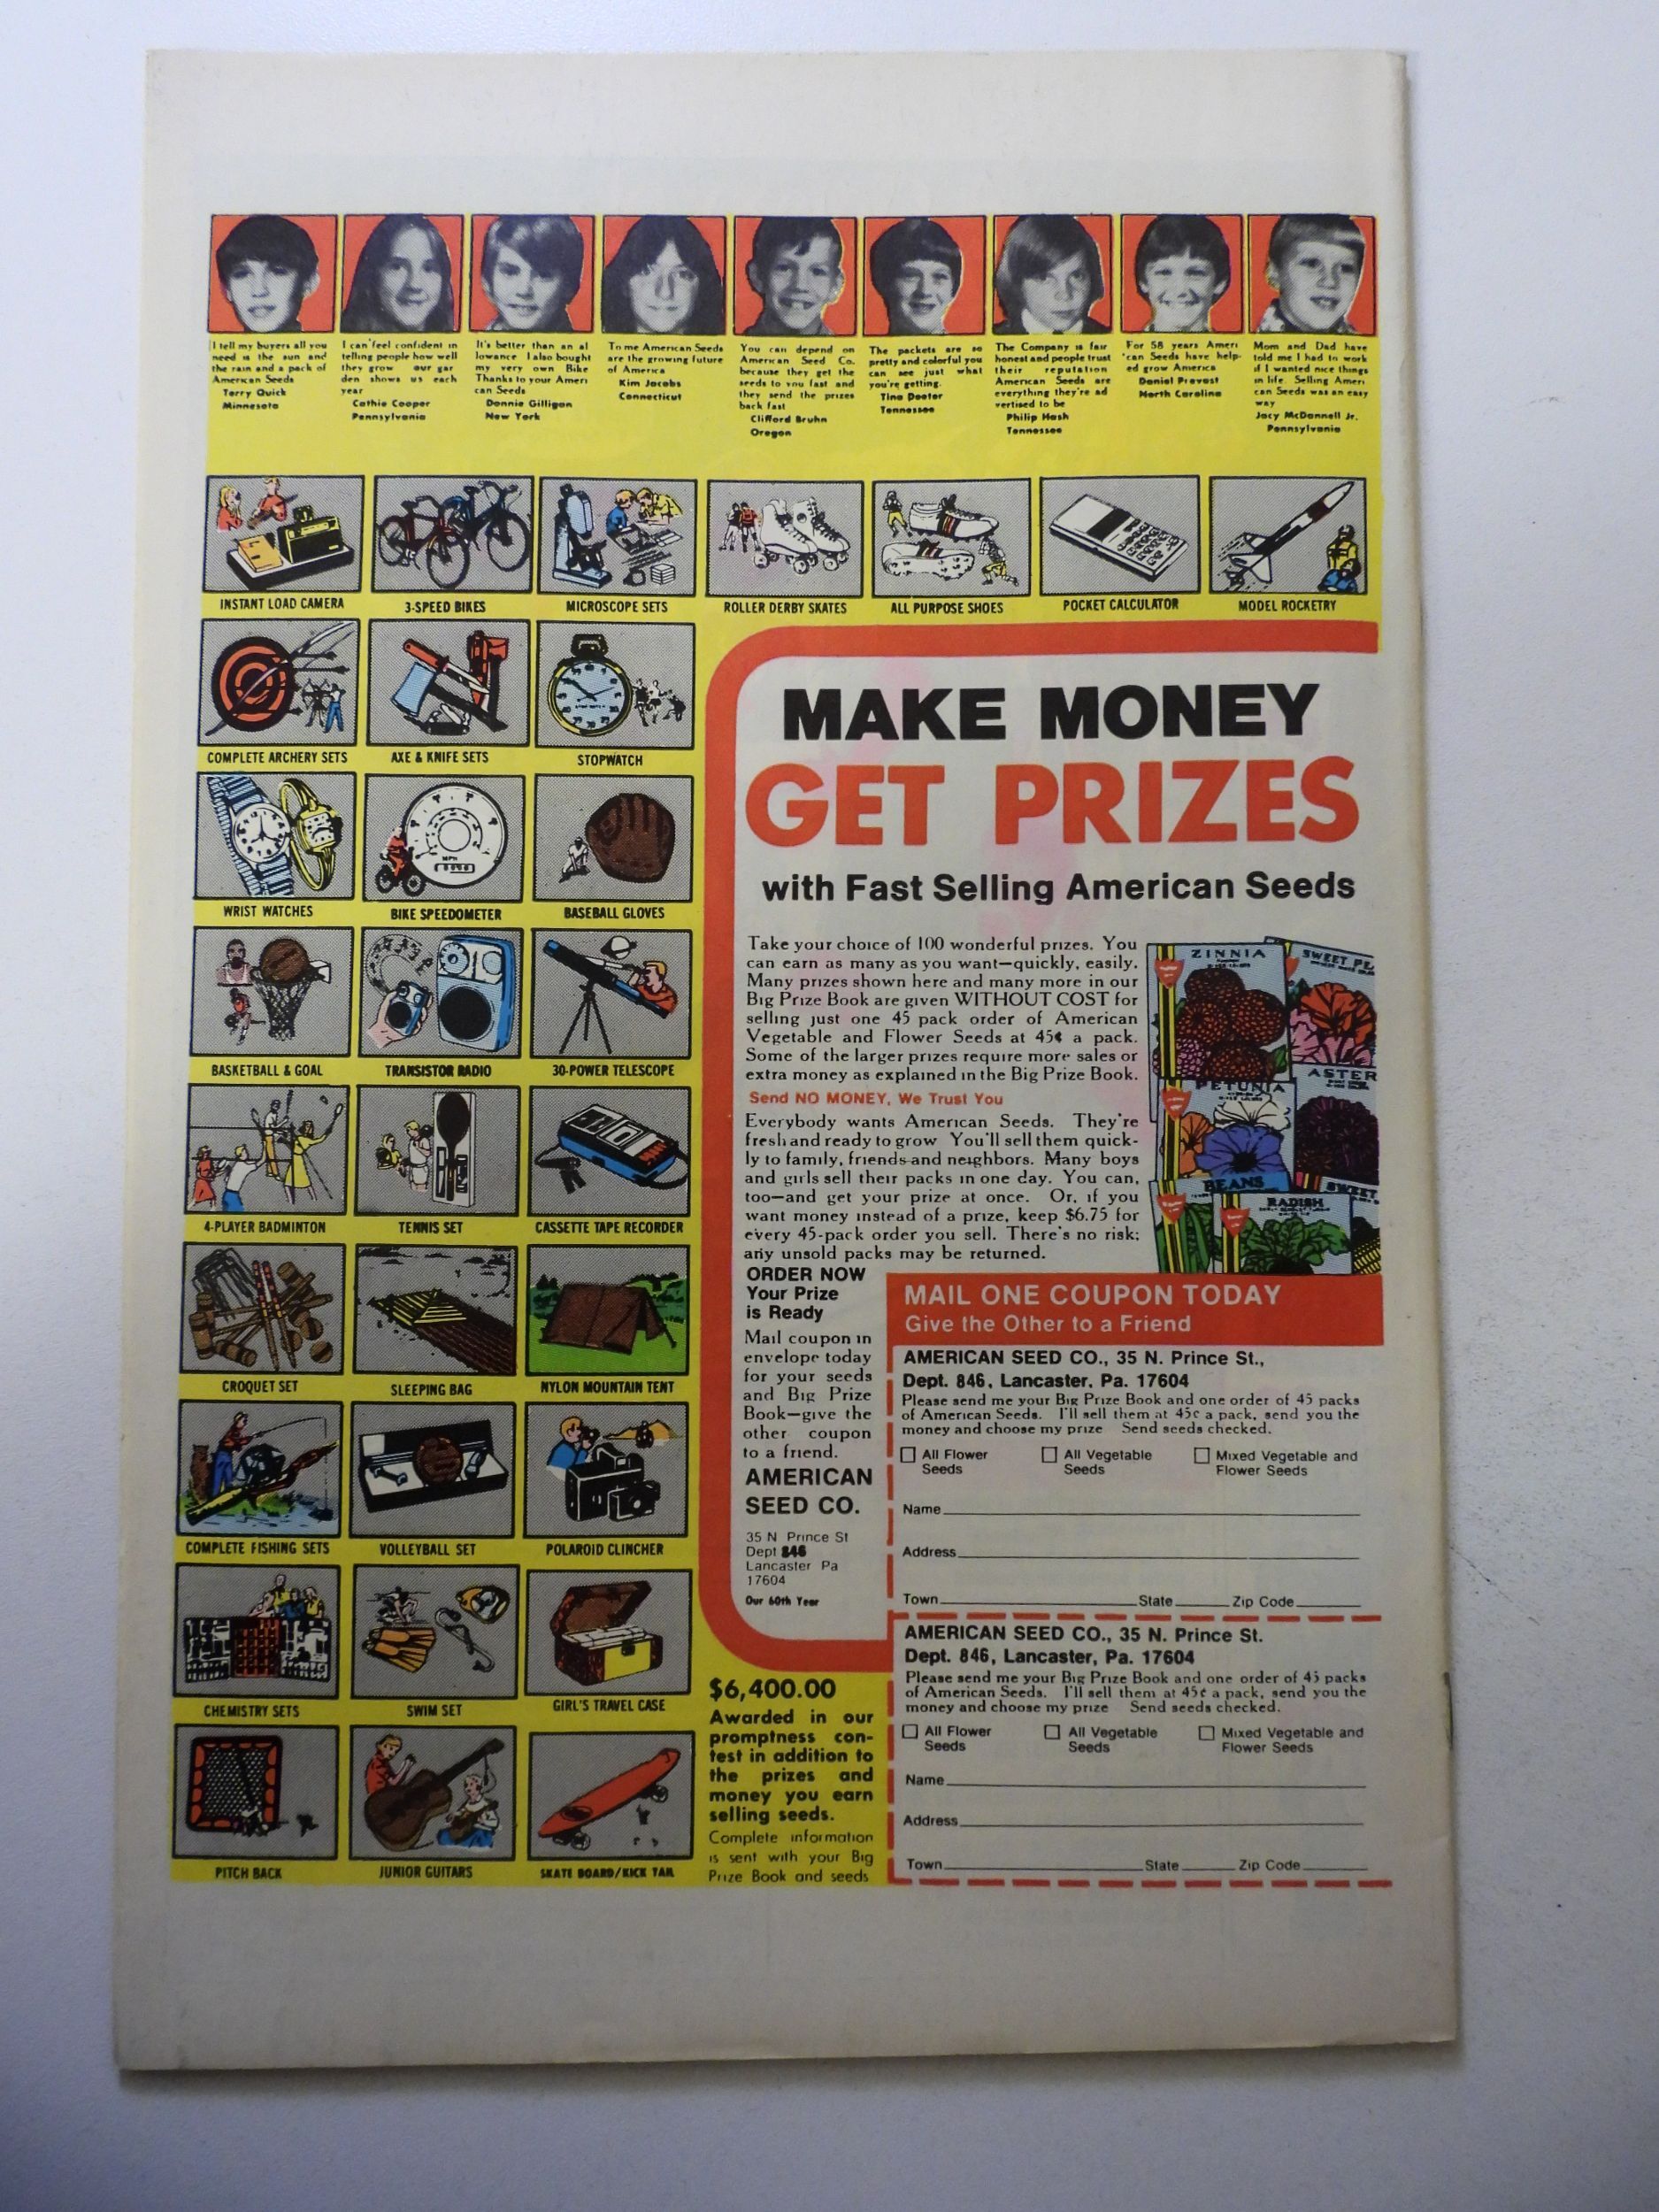 I tell my buyers all you
need is the sun and
the rain and a pack of
American Seeds
Terry Quick
Minnesota
I can feel confident in
telling people how well
they grow our gar
den shows us each
year
Cathie Cooper
Pennsylvania
It's better than an al
lowance I also bought
my very own Bike
Thanks to your Ameri
can Seeds
Donnie Gilligan
New York
To me American Seeds
are the growing future
of America
Kim Jacobs
Connecticut
You can depend on
American Seed Co.
because they get the
seeds to you fast and
they send the prizes
back fast
Clifford Bruhn
Oregon
The packets are so
pretty and colorful you
can see just what
you're getting.
Tina Deeter
Tennessee
The Company is fair
honest and people trust
their reputation
American Seeds are
everything they're ad
vertised to be
Philip Hash
Tennessee
For 58 years Ameri
can Seeds have help-
ed grow America
Daniel Prevost
North Carolina
Mom and Dad have
told me I had to work
if I wanted nice things
in life. Selling Ameri
can Seeds was an easy
way
Jacy McDannell Jr.
Pennsylvania
INSTANT LOAD CAMERA
3-SPEED BIKES
MICROSCOPE SETS
ROLLER DERBY SKATES
ALL PURPOSE SHOES
POCKET CALCULATOR
MODEL ROCKETRY
COMPLETE ARCHERY SETS
AXE & KNIFE SETS
STOPWATCH
WRIST WATCHES
MPH
BIKE SPEEDOMETER
BASEBALL GLOVES
BASKETBALL & GOAL
TRANSISTOR RADIO
30-POWER TELESCOPE
4-PLAYER BADMINTON
TENNIS SET
CASSETTE TAPE RECORDER
CROQUET SET
SLEEPING BAG
NYLON MOUNTAIN TENT
COMPLETE FISHING SETS
VOLLEYBALL SET
POLAROID CLINCHER
CHEMISTRY SETS
SWIM SET
GIRL'S TRAVEL CASE
PITCH BACK
JUNIOR GUITARS
SKATE BOARD/KICK TAIL
MAKE MONEY
GET PRIZES
with Fast Selling American Seeds
Take your choice of 100 wonderful prizes. You
can earn as many as you want—quickly, easily.
Many prizes shown here and many more in our
Big Prize Book are given WITHOUT COST for
selling just one 45 pack order of American
Vegetable and Flower Seeds at 45¢ a pack.
Some of the larger prizes require more sales or
extra money as explained in the Big Prize Book.
Send NO MONEY, We Trust You
Everybody wants American Seeds. They're
fresh and ready to grow You'll sell them quick-
ly to family, friends and neighbors. Many boys
and girls sell their packs in one day. You can,
too—and get your prize at once. Or, if you
want money instead of a prize, keep $6.75 for
every 45-pack order you sell. There's no risk;
any unsold packs may be returned.
ZINNIA
SWEET PE
ASTER
PETUNIA
BEANS
RADISH
SWEET
ORDER NOW
Your Prize
is Ready
Mail coupon in
envelope today
for your seeds
and Big Prize
Book—give the
other coupon
to a friend.
AMERICAN
SEED CO.
35 N Prince St
Dept 846
Lancaster Pa
17604
Our 60th Year
$6,400.00
Awarded in our
promptness con-
test in addition to
the prizes and
money you earn
selling seeds.
Complete information
is sent with your Big
Prize Book and seeds
MAIL ONE COUPON TODAY
Give the Other to a Friend
AMERICAN SEED CO., 35 N. Prince St.,
Dept. 846, Lancaster, Pa. 17604
Please send me your Big Prize Book and one order of 45 packs
of American Seeds. I'll sell them at 45¢ a pack, send you the
money and choose my prize Send seeds checked.
All Flower
Seeds
All Vegetable
Seeds
Mixed Vegetable and
Flower Seeds
Name
Address
Town State Zip Code
AMERICAN SEED CO., 35 N. Prince St.
Dept. 846, Lancaster, Pa. 17604
Please send me your Big Prize Book and one order of 45 packs
of American Seeds. I'll sell them at 45¢ a pack, send you the
money and choose my prize Send seeds checked.
All Flower
Seeds
All Vegetable
Seeds
Mixed Vegetable and
Flower Seeds
Name
Address
Town State Zip Code